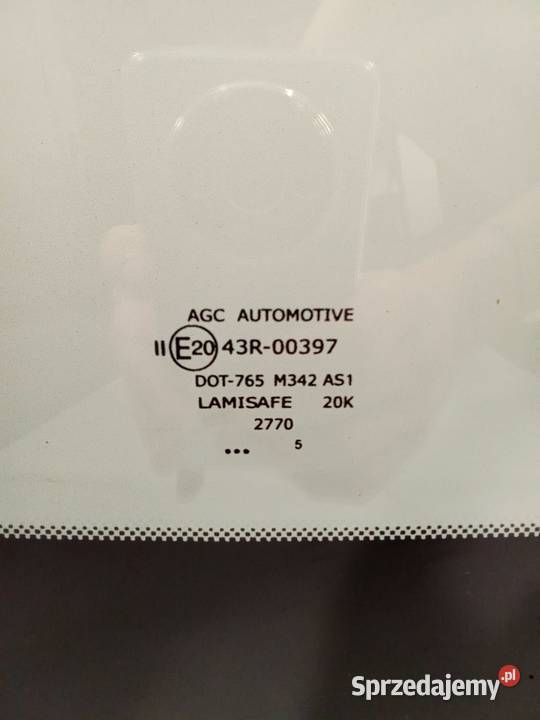 AGC AUTOMOTIVE
II E20 43R-00397
DOT-765 M342 AS1
LAMISAFE 20K
2770
... 5
Sprzedajemy.pl